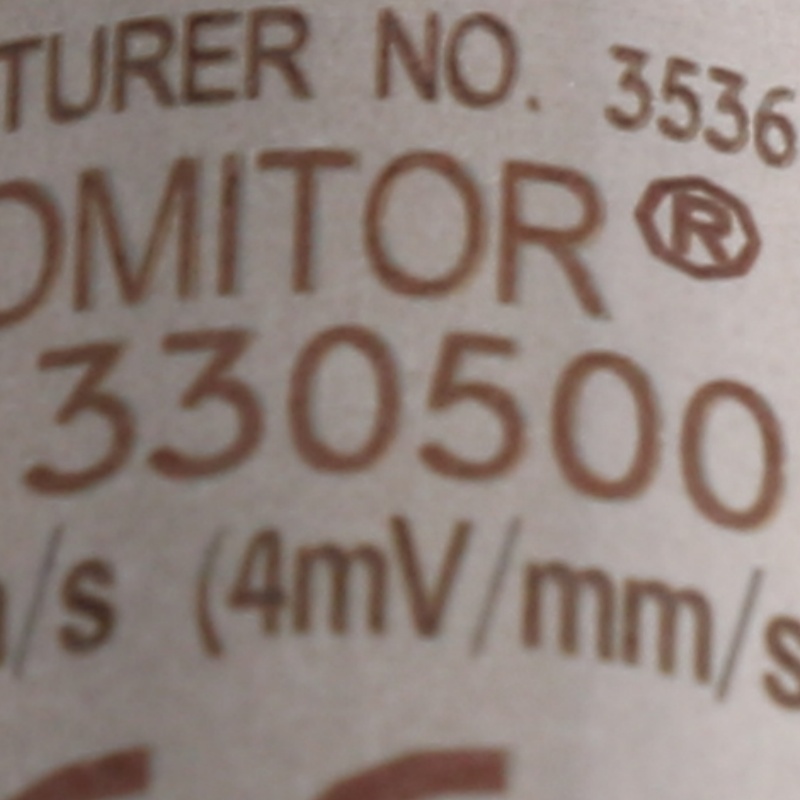 TURER NO. 3536
OMITOR®
330500
/s (4mV/mm/s